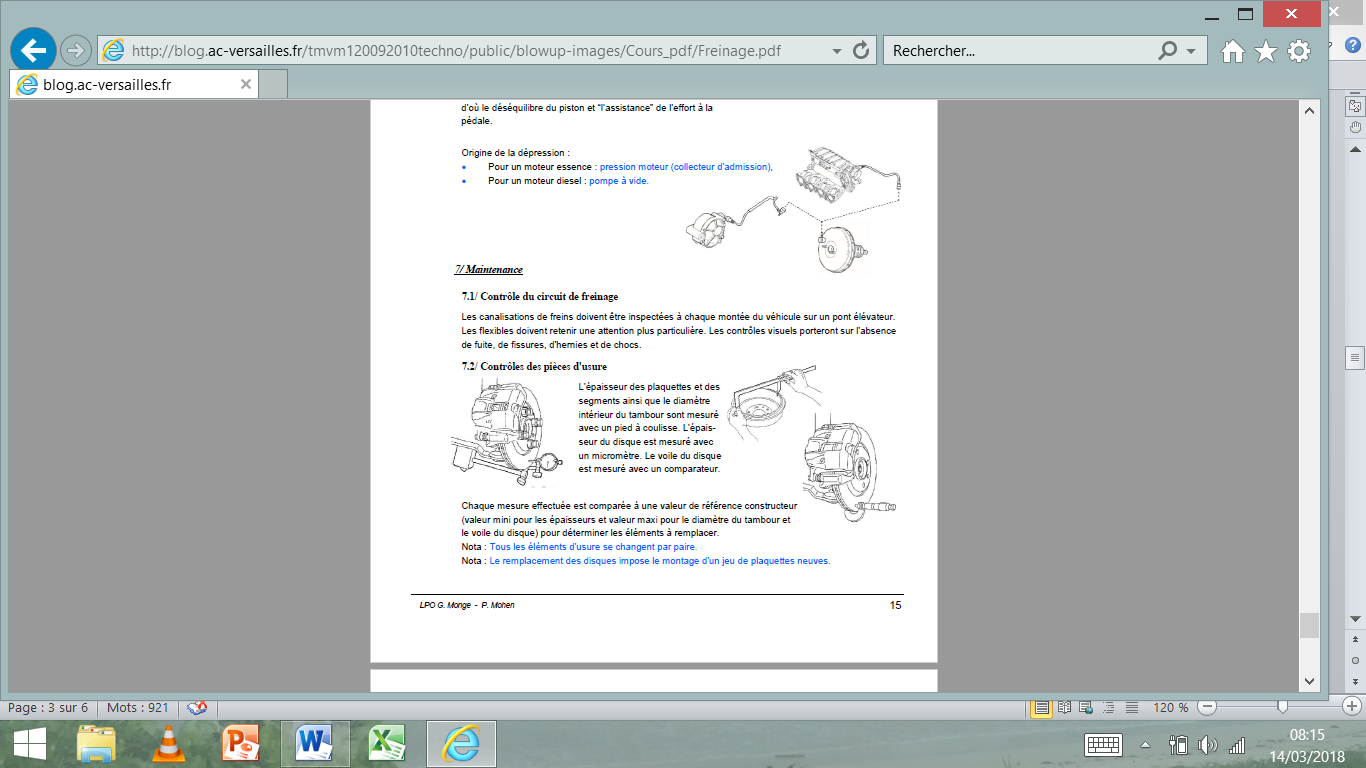 http://blog.ac-versailles.fr/tmvm120092010techno/public/blowup-images/Cours_pdf/Freinage.pdf
Rechercher...
blog.ac-versailles.fr
d'où le déséquilibre du piston et "l'assistance" de l'effort à la
pédale.
Origine de la dépression :
• Pour un moteur essence : pression moteur (collecteur d'admission),
• Pour un moteur diesel : pompe à vide.
7/ Maintenance
7.1/ Contrôle du circuit de freinage
Les canalisations de freins doivent être inspectées à chaque montée du véhicule sur un pont élévateur.
Les flexibles doivent retenir une attention plus particulière. Les contrôles visuels porteront sur l'absence
de fuite, de fissures, d'hernies et de chocs.
7.2/ Contrôles des pièces d'usure
L'épaisseur des plaquettes et des
segments ainsi que le diamètre
intérieur du tambour sont mesuré
avec un pied à coulisse. L'épais-
seur du disque est mesuré avec
un micromètre. Le voile du disque
est mesuré avec un comparateur.
Chaque mesure effectuée est comparée à une valeur de référence constructeur
(valeur mini pour les épaisseurs et valeur maxi pour le diamètre du tambour et
le voile du disque) pour déterminer les éléments à remplacer.
Nota : Tous les éléments d'usure se changent par paire.
Nota : Le remplacement des disques impose le montage d'un jeu de plaquettes neuves.
LPO G. Monge - P. Mohen
15
Page : 3 sur 6
Mots : 921
120 %
08:15
14/03/2018